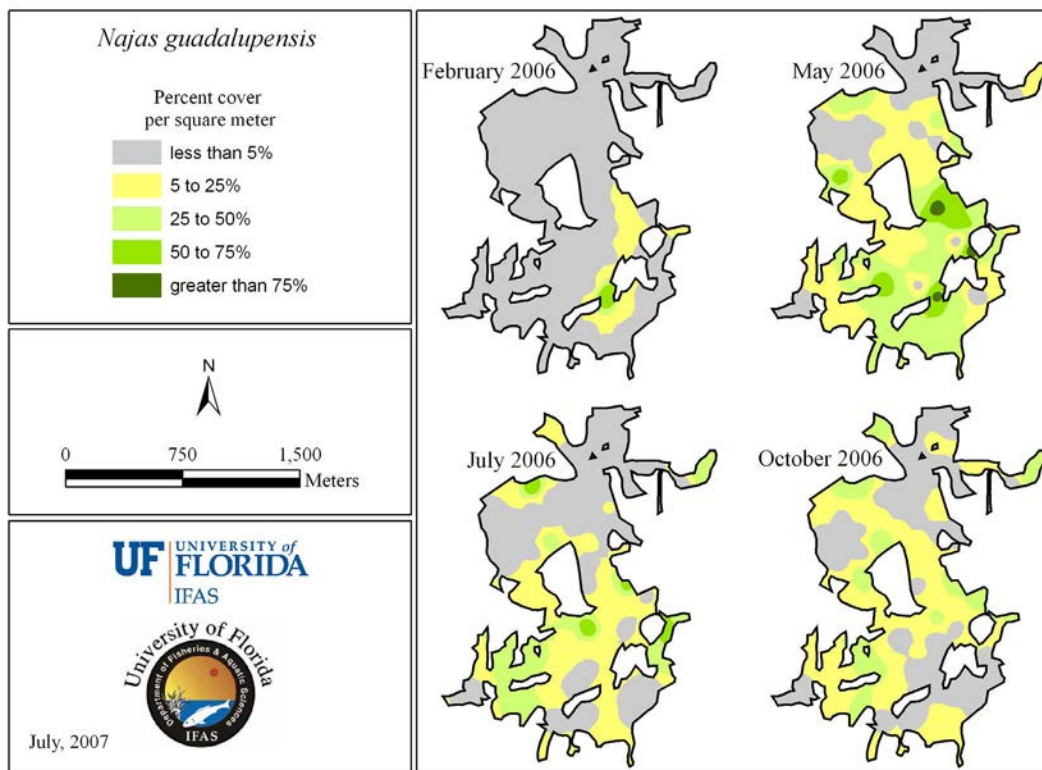 Najas guadalupensis
Percent cover
per square meter
less than 5%
5 to 25%
25 to 50%
50 to 75%
greater than 75%
N
0 750 1,500
Meters
UF UNIVERSITY of
FLORIDA
IFAS
University of Florida
Department of Fisheries & Aquatic Sciences
IFAS
July, 2007
February 2006
May 2006
July 2006
October 2006